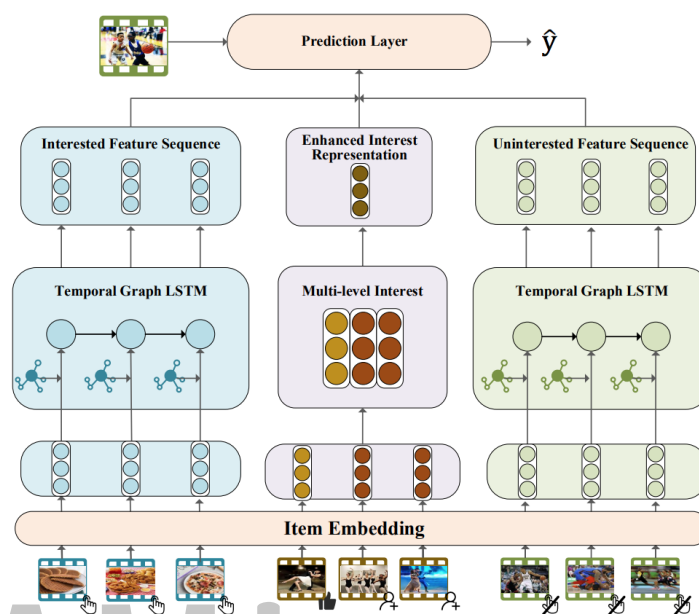 Prediction Layer
ŷ
Interested Feature Sequence
Enhanced Interest
Representation
Uninterested Feature Sequence
Temporal Graph LSTM
Multi-level Interest
Temporal Graph LSTM
Item Embedding